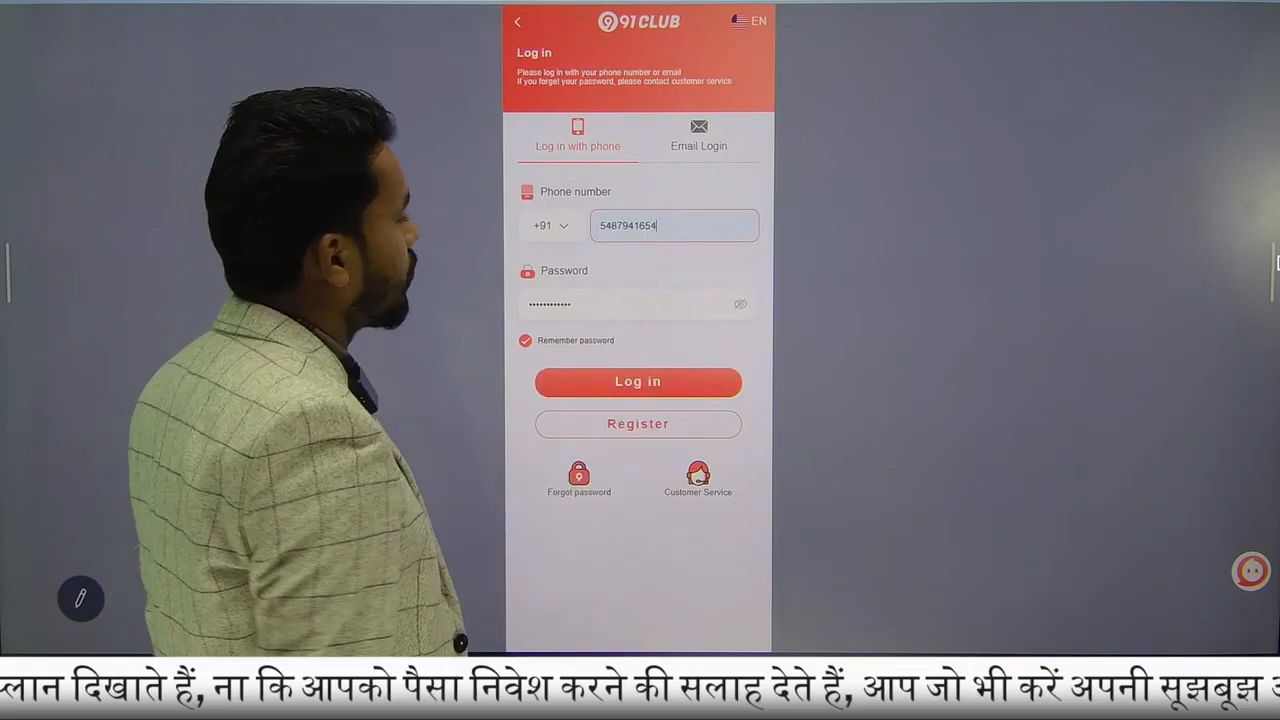 91 CLUB
EN
Log in
Please log in with your phone number or email
If you forget your password, please contact customer service
Log in with phone
Email Login
Phone number
+91
5487941654
Password
••••••••••••
Remember password
Log in
Register
Forgot password
Customer Service
प्लान दिखाते हैं, ना कि आपको पैसा निवेश करने की सलाह देते हैं, आप जो भी करें अपनी सूझबूझ